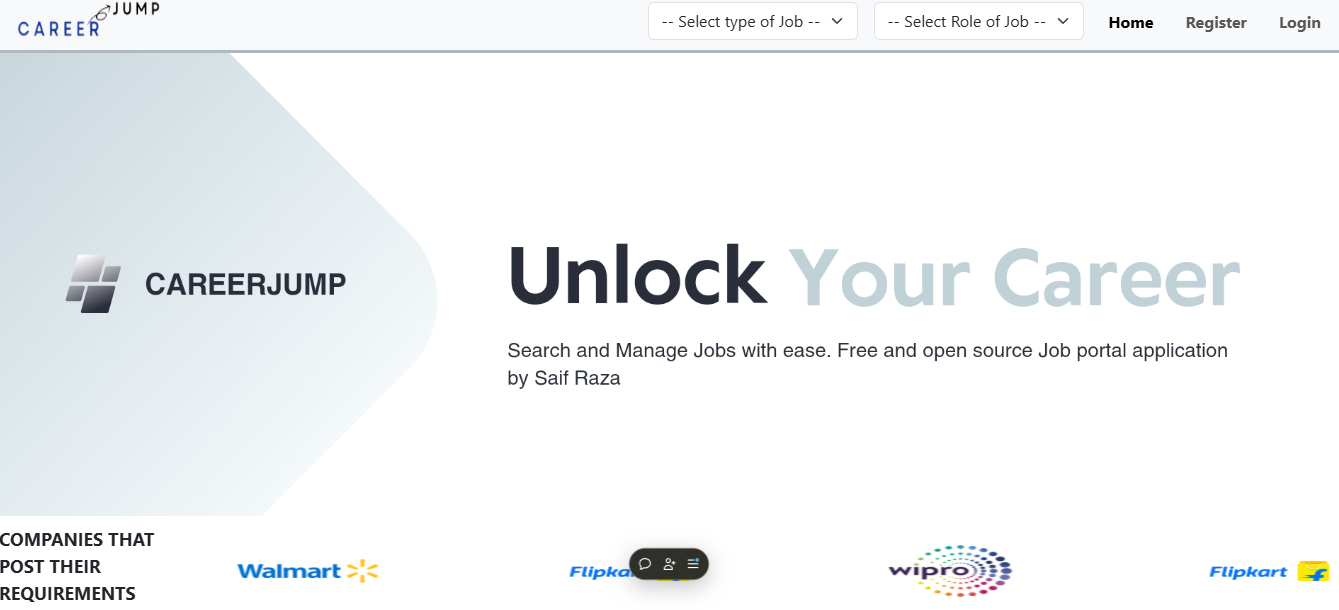 CAREER JUMP
-- Select type of Job --
-- Select Role of Job --
Home
Register
Login
CAREERJUMP
Unlock Your Career
Search and Manage Jobs with ease. Free and open source Job portal application
by Saif Raza
COMPANIES THAT
POST THEIR
REQUIREMENTS
Walmart
Flipka
wipro
Flipkart